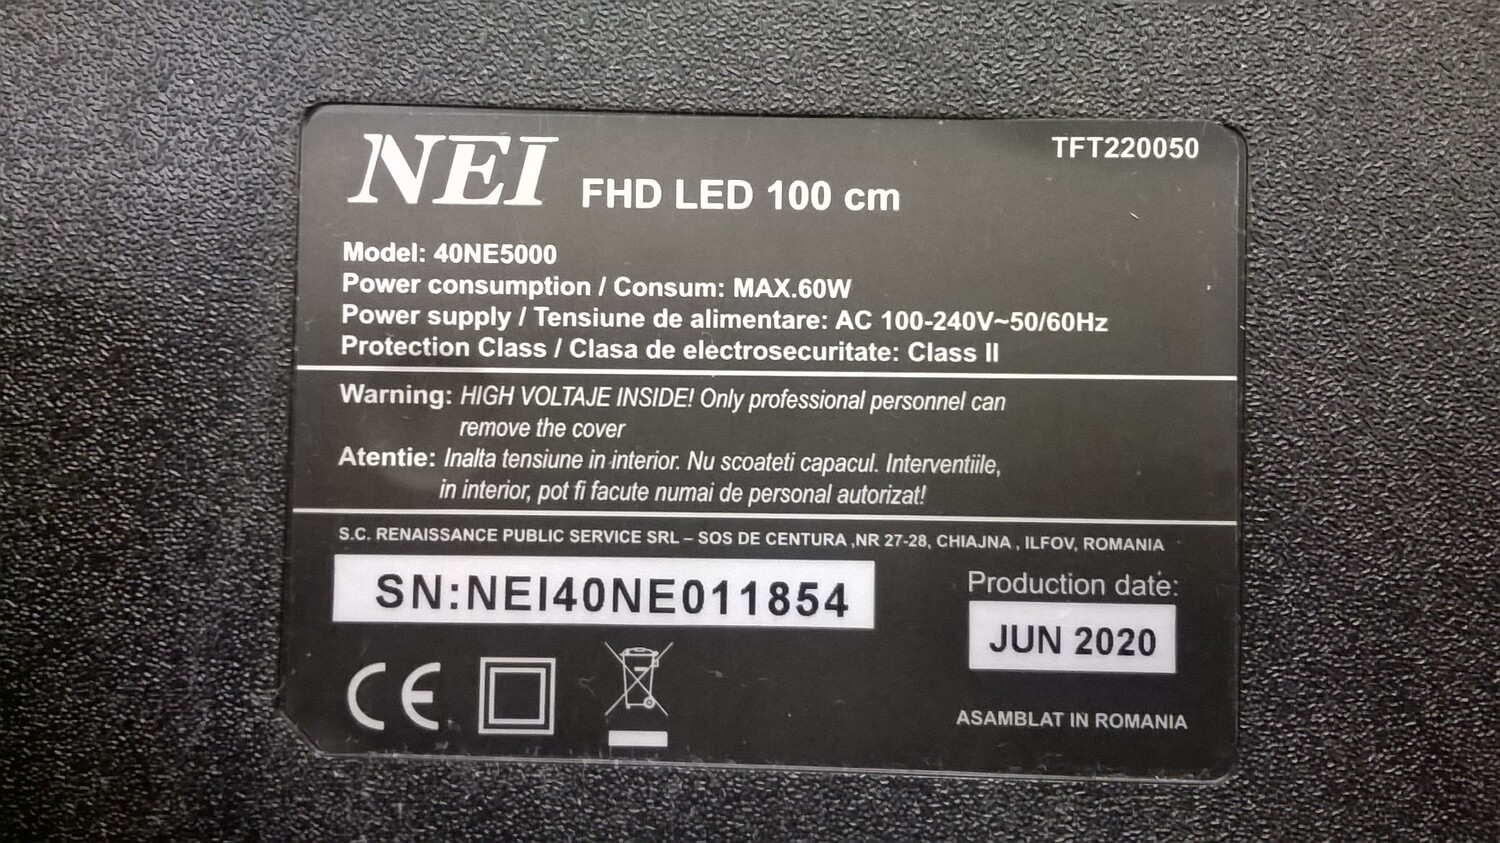 NEI FHD LED 100 cm
TFT220050
Model: 40NE5000
Power consumption / Consum: MAX.60W
Power supply / Tensiune de alimentare: AC 100-240V~50/60Hz
Protection Class / Clasa de electrosecuritate: Class II
Warning: HIGH VOLTAJE INSIDE! Only professional personnel can
remove the cover
Atentie: Inalta tensiune in interior. Nu scoateti capacul. Interventiile,
in interior, pot fi facute numai de personal autorizat!
S.C. RENAISSANCE PUBLIC SERVICE SRL – SOS DE CENTURA ,NR 27-28, CHIAJNA , ILFOV, ROMANIA
SN:NEI40NE011854
Production date:
JUN 2020
CE
ASAMBLAT IN ROMANIA